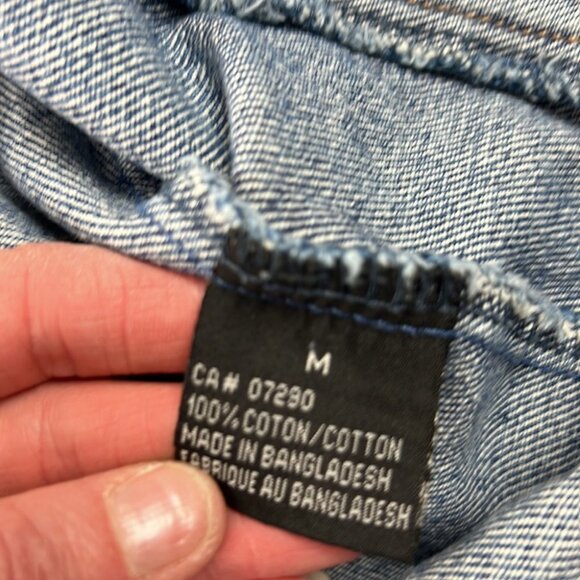 M
CA# 07290
100% COTON/COTTON
MADE IN BANGLADESH
FABRIQUE AU BANGLADESH